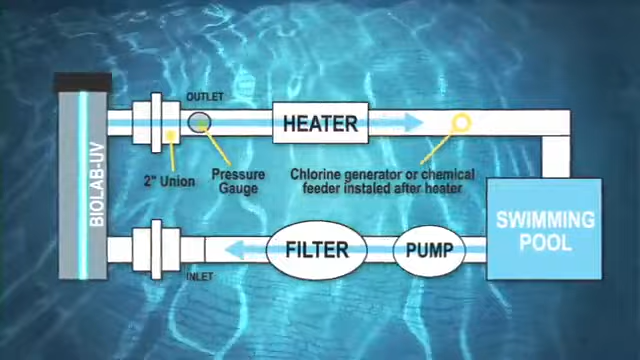 OUTLET
HEATER
BIOLAB-UV
2" Union
Pressure
Gauge
Chlorine generator or chemical
feeder instaled after heater
SWIMMING
POOL
FILTER
PUMP
INLET